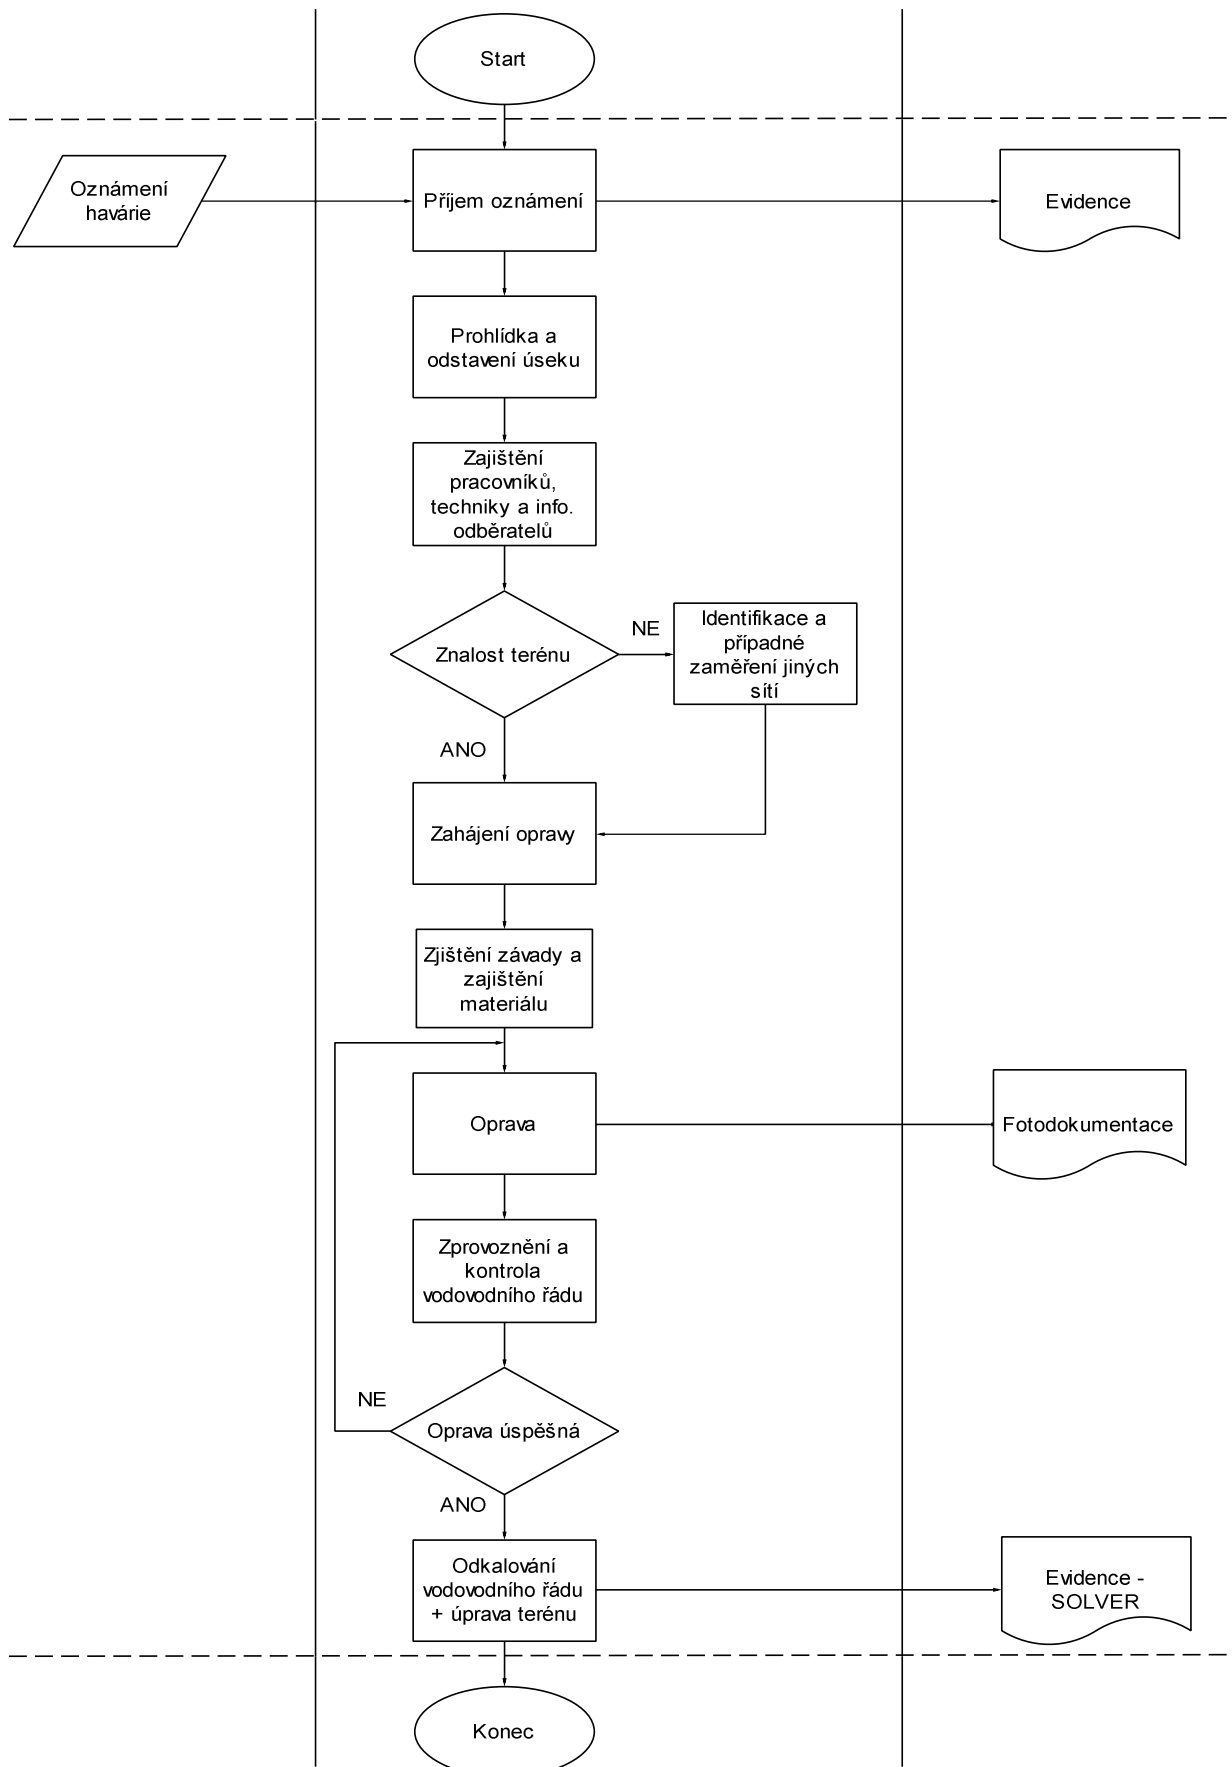 Start
Oznámení
havárie
Příjem oznámení
Evidence
Prohlídka a
odstavení úseku
Zajištění
pracovníků,
techniky a info.
odběratelů
Znalost terénu
NE
Identifikace a
případné
zaměření jiných
sítí
ANO
Zahájení opravy
Zjištění závady a
zajištění
materiálu
Oprava
Fotodokumentace
Zprovoznění a
kontrola
vodovodního řádu
NE
Oprava úspěšná
ANO
Odkalování
vodovodního řádu
+ úprava terénu
Evidence -
SOLVER
Konec